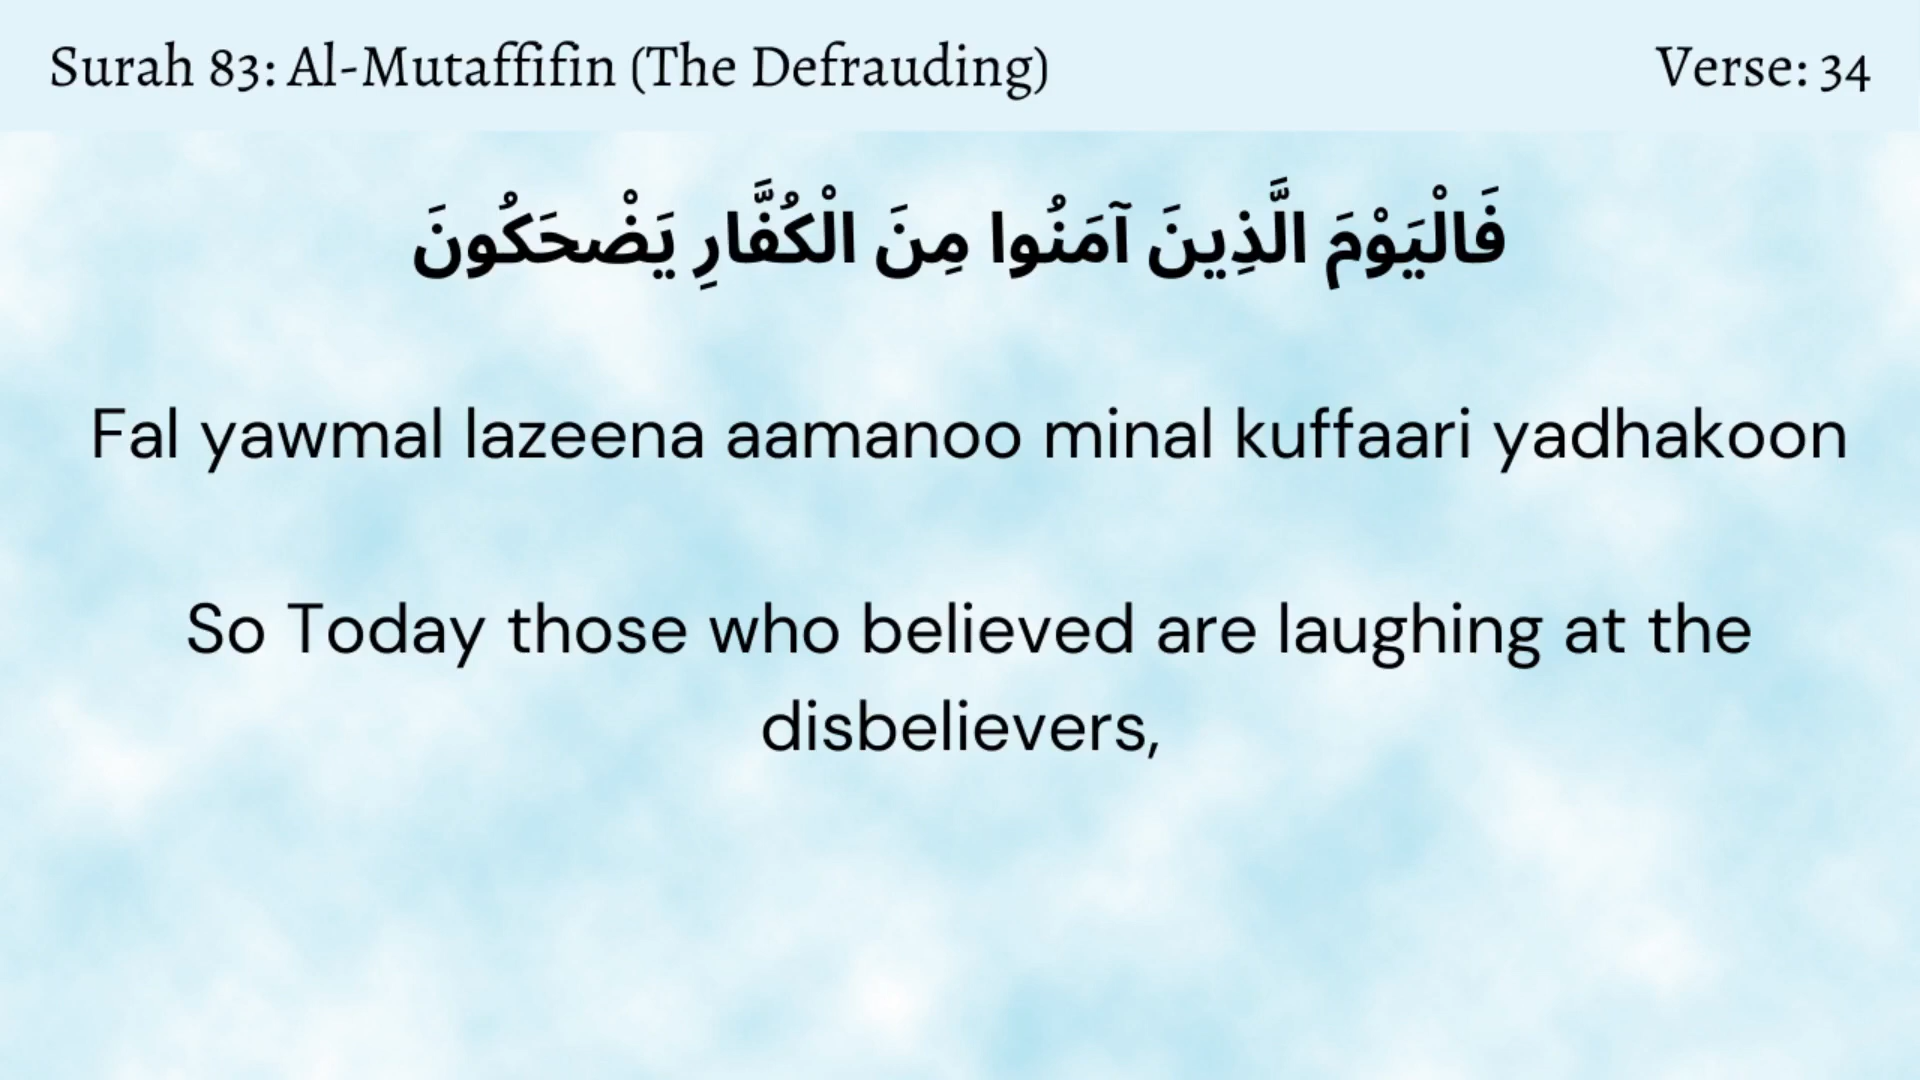 Surah 83: Al-Mutaffifin (The Defrauding)
Verse: 34
فَالْيَوْمَ الَّذِينَ آمَنُوا مِنَ الْكُفَّارِ يَضْحَكُونَ
Fal yawmal lazeena aamanoo minal kuffaari yadhakoon
So Today those who believed are laughing at the
disbelievers,